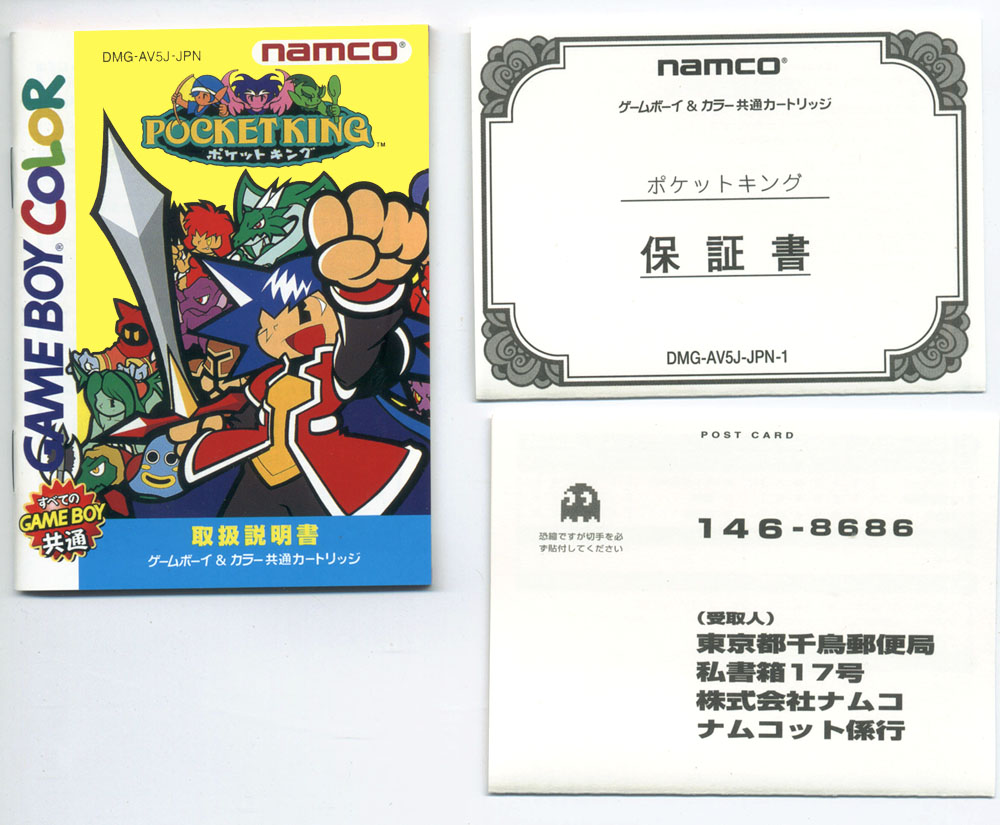 GAME BOY® COLOR
DMG-AV5J-JPN
namco®
POCKET KING™
ポケットキング
すべての
GAME BOY
共通
取扱説明書
ゲームボーイ & カラー共通カートリッジ
namco®
ゲームボーイ & カラー共通カートリッジ
ポケットキング
保証書
DMG-AV5J-JPN-1
POST CARD
146-8686
恐縮ですが切手を必
ず貼付してください
(受取人)
東京都千鳥郵便局
私書箱17号
株式会社ナムコ
ナムコット係行